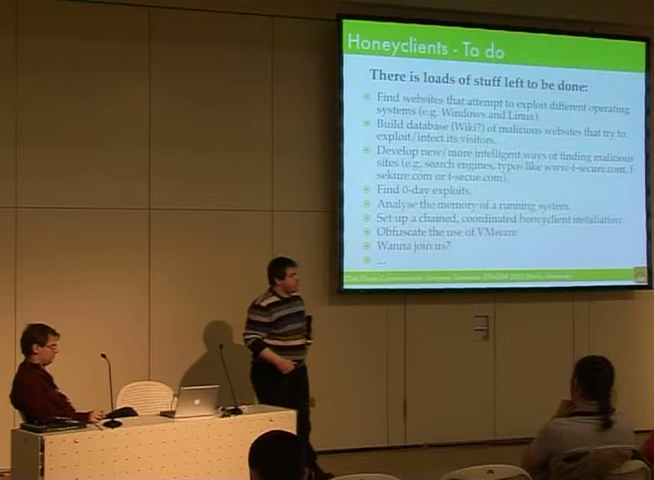 Honeyclients - To do
There is loads of stuff left to be done:
Find websites that attempt to exploit different operating
systems (e.g. Windows and Linux)
Build database (Wiki?) of malicious websites that try to
exploit/infect its visitors.
Develop new/more intelligent ways of finding malicious
sites (e.g. search engines, typos like www-f-secure.com, f-
sekure.com or f-secue.com).
Find 0-day exploits.
Analyse the memory of a running system.
Set up a chained, coordinated honeyclient installation.
Obfuscate the use of VMware
Wanna join us?
...